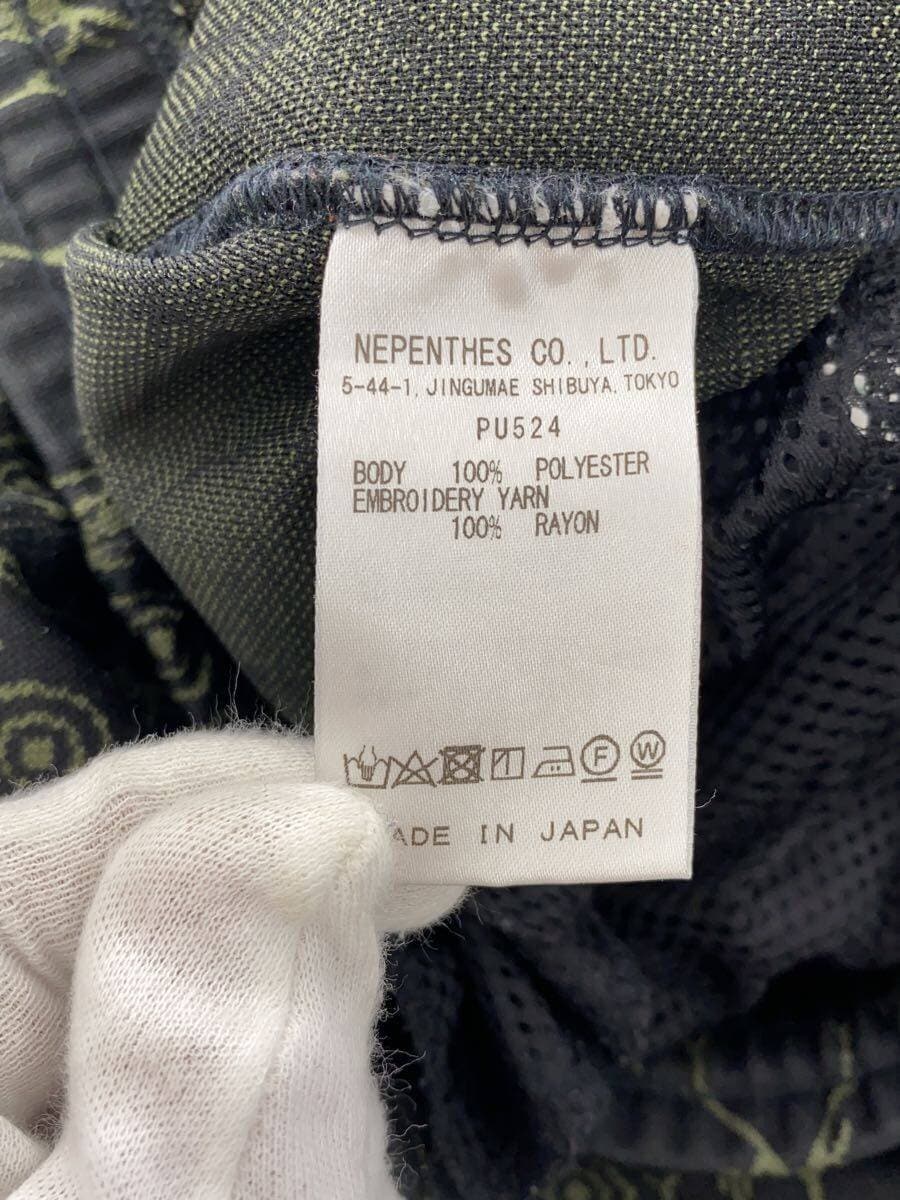 NEPENTHES CO.,LTD.
5-44-1, JINGUMAE SHIBUYA, TOKYO
PU524
BODY 100% POLYESTER
EMBROIDERY YARN
100% RAYON
F W
ADE IN JAPAN